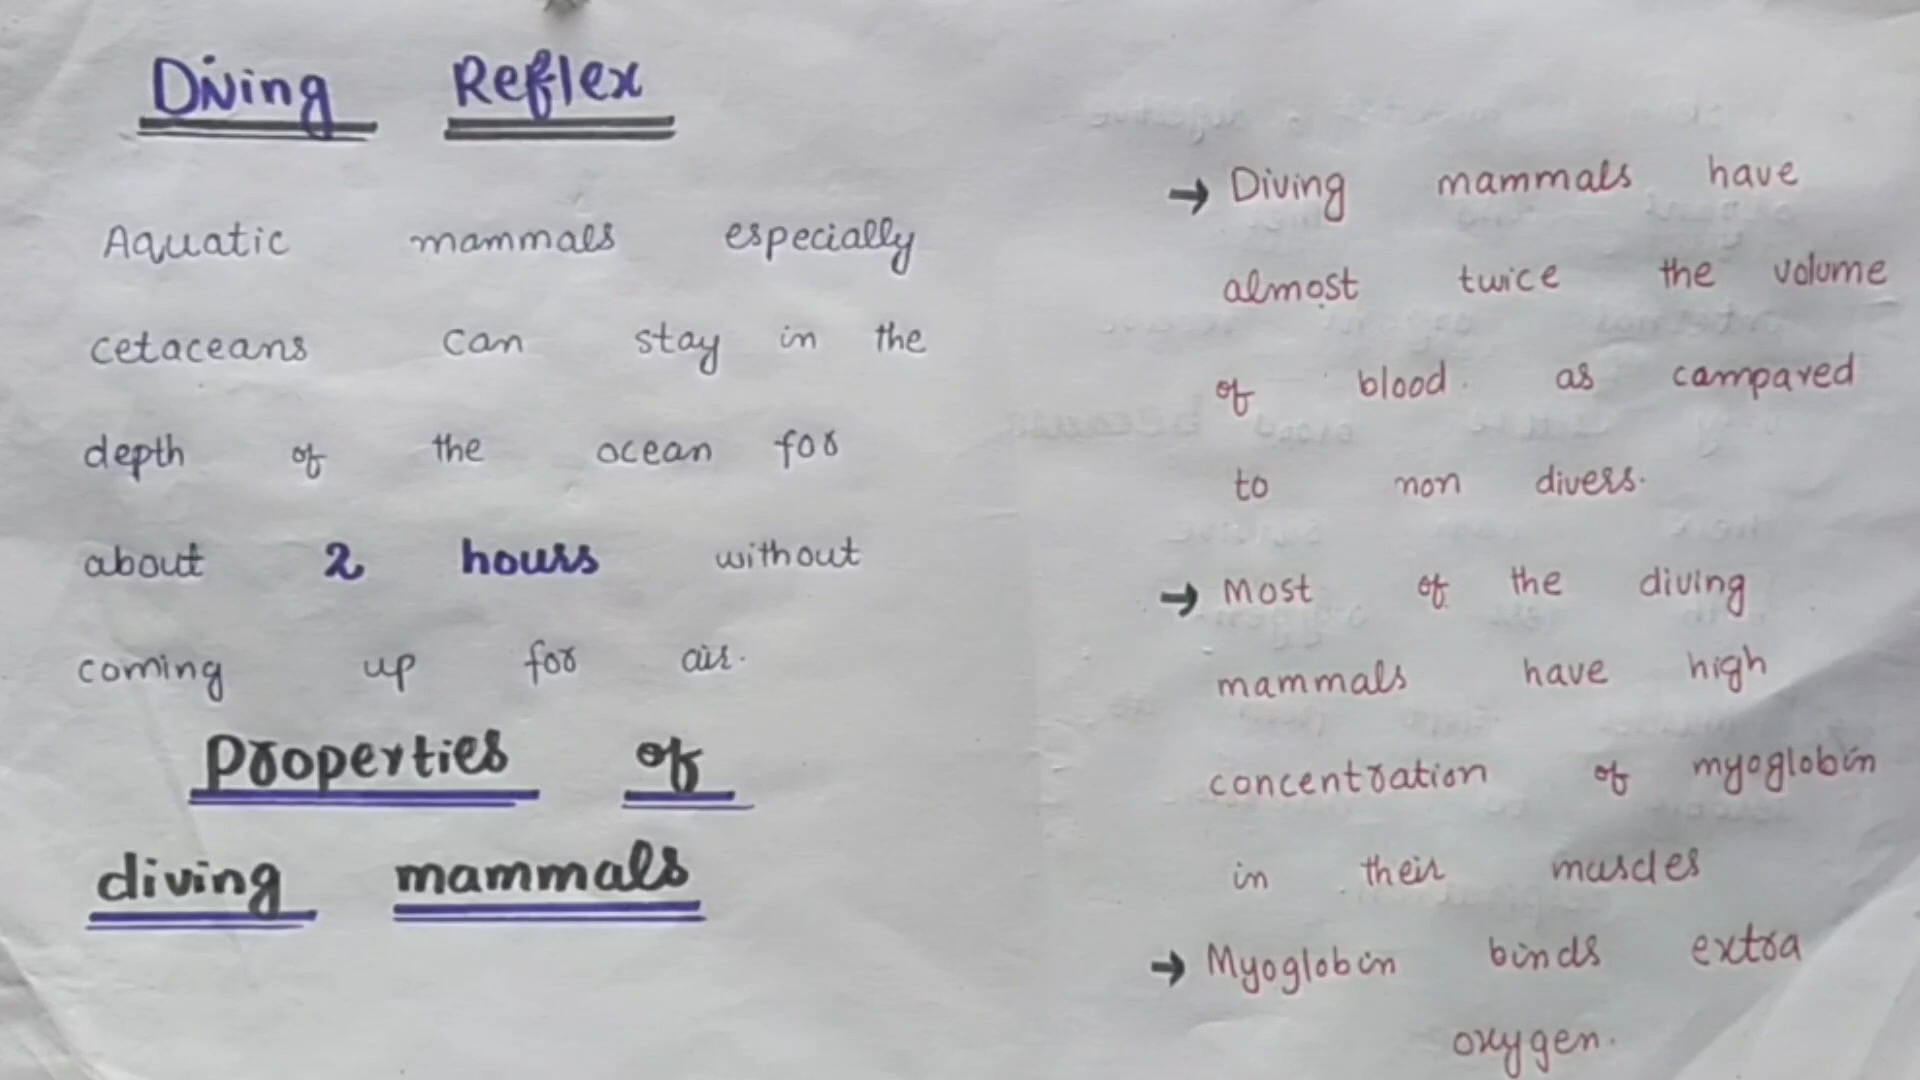 Diving Reflex
Aquatic mammals especially
cetaceans can stay in the
depth of the ocean for
about 2 hours without
coming up for air.
Properties of
diving mammals
→ Diving mammals have
almost twice the volume
of blood as campared
to non divers.
→ Most of the diving
mammals have high
concentration of myoglobin
in their muscles
→ Myoglobin binds extra
oxygen.